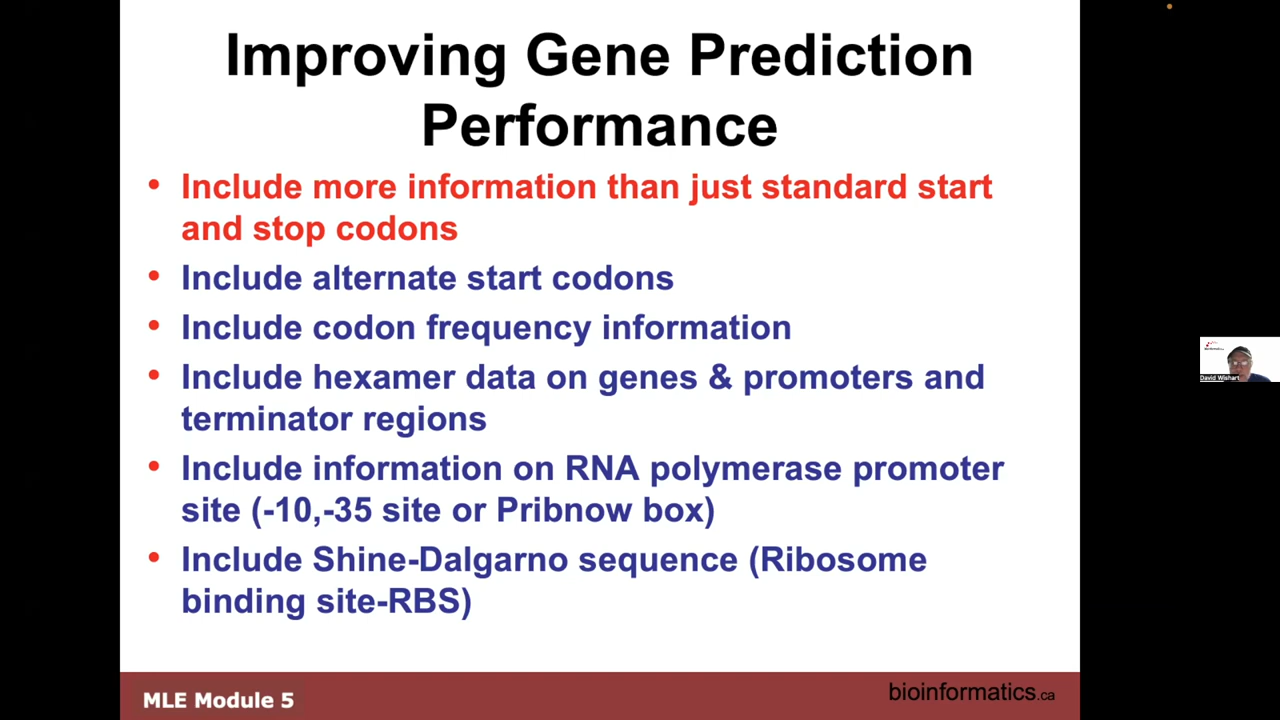 Improving Gene Prediction
Performance
• Include more information than just standard start
and stop codons
• Include alternate start codons
• Include codon frequency information
• Include hexamer data on genes & promoters and
terminator regions
• Include information on RNA polymerase promoter
site (-10,-35 site or Pribnow box)
• Include Shine-Dalgarno sequence (Ribosome
binding site-RBS)
MLE Module 5
bioinformatics.ca
David Wishart